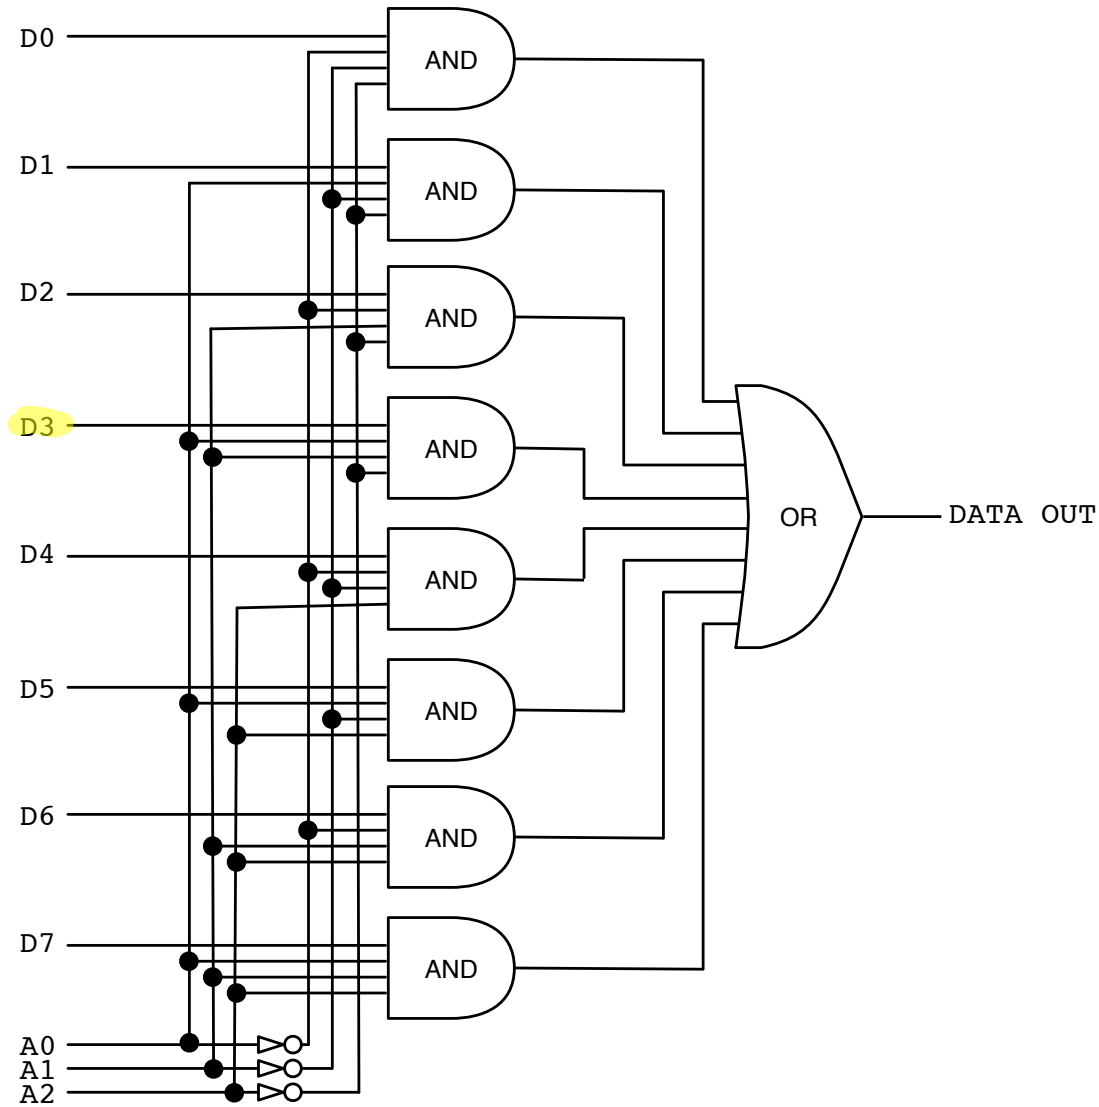 D0
AND
D1
AND
D2
AND
D3
AND
OR
DATA OUT
D4
AND
D5
AND
D6
AND
D7
AND
A0
A1
A2